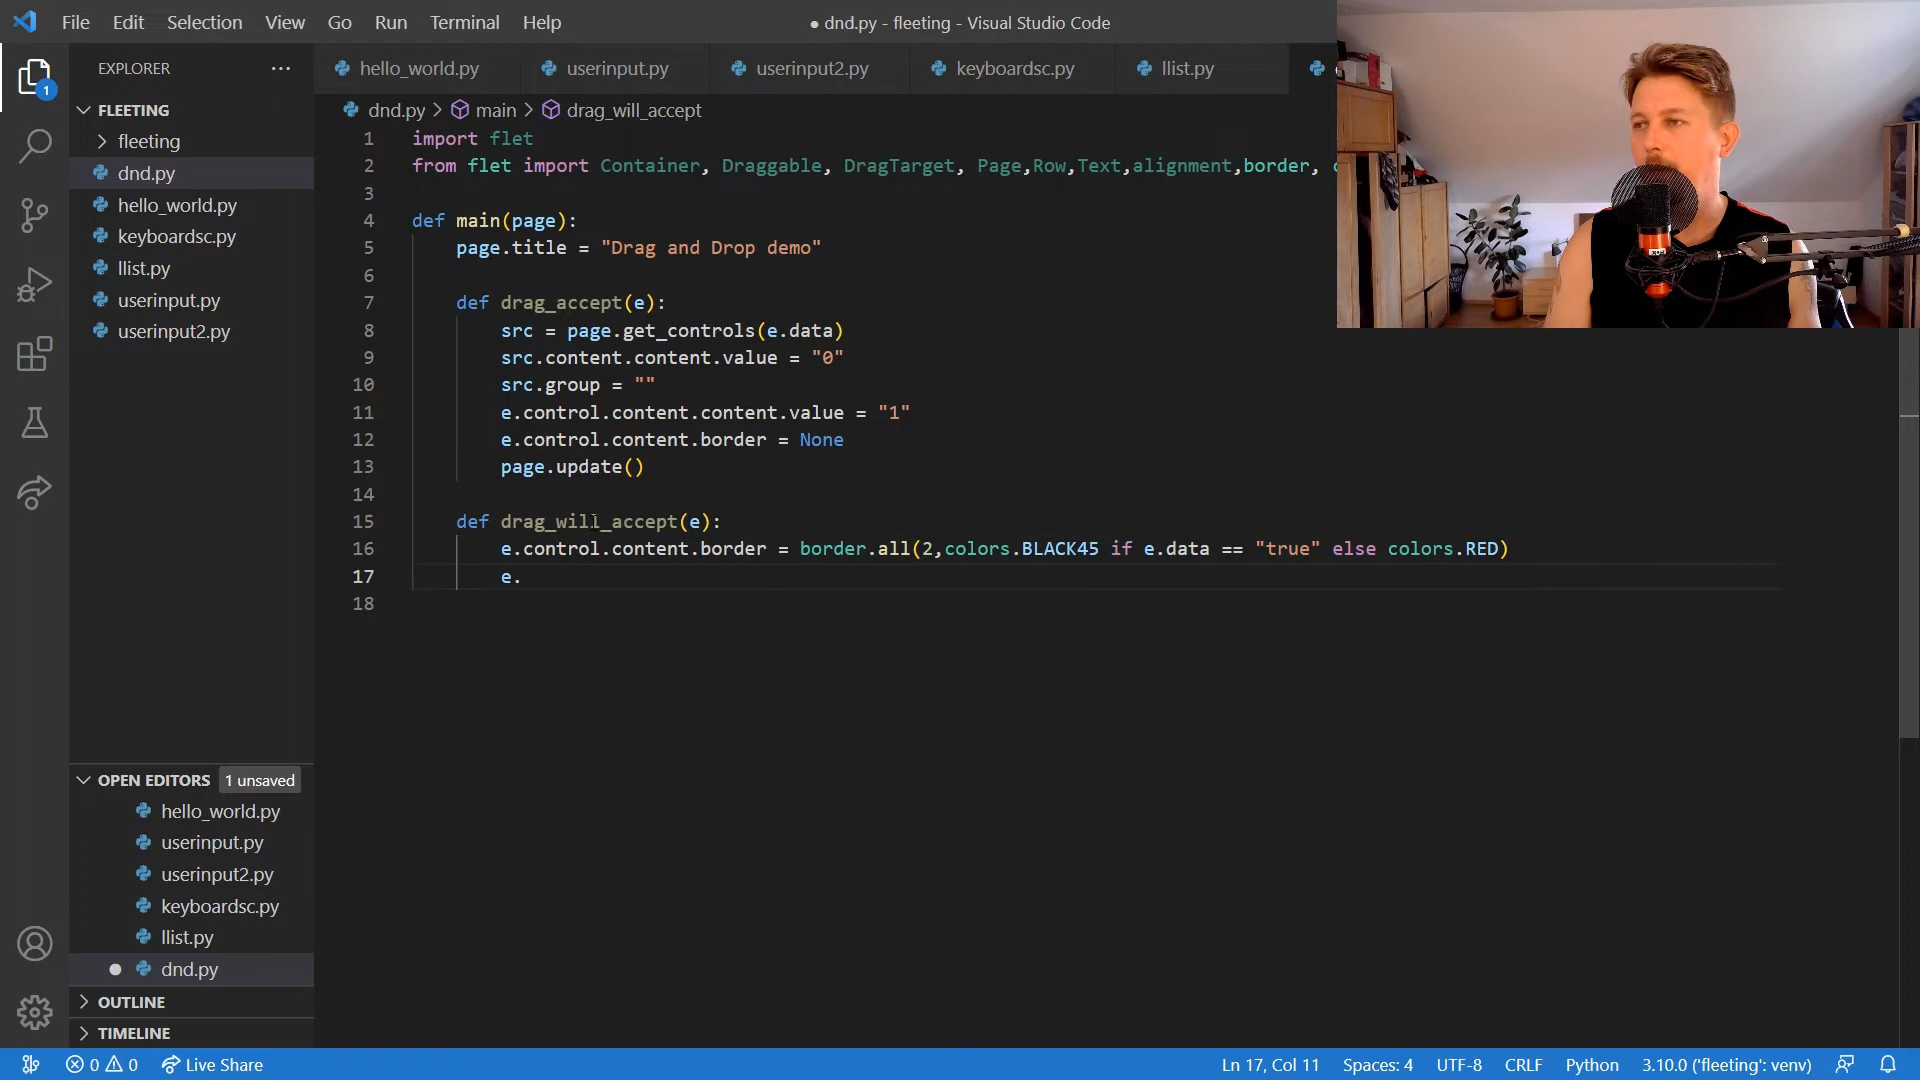 File Edit Selection View Go Run Terminal Help
● dnd.py - fleeting - Visual Studio Code
EXPLORER
hello_world.py userinput.py userinput2.py keyboardsc.py llist.py
FLEETING
fleeting
dnd.py
hello_world.py
keyboardsc.py
llist.py
userinput.py
userinput2.py
dnd.py > main > drag_will_accept
1 import flet
2 from flet import Container, Draggable, DragTarget, Page,Row,Text,alignment,border,
3
4 def main(page):
5 page.title = "Drag and Drop demo"
6
7 def drag_accept(e):
8 src = page.get_controls(e.data)
9 src.content.content.value = "0"
10 src.group = ""
11 e.control.content.content.value = "1"
12 e.control.content.border = None
13 page.update()
14
15 def drag_will_accept(e):
16 e.control.content.border = border.all(2,colors.BLACK45 if e.data == "true" else colors.RED)
17 e.
18
OPEN EDITORS 1 unsaved
hello_world.py
userinput.py
userinput2.py
keyboardsc.py
llist.py
● dnd.py
OUTLINE
TIMELINE
1
0 0 Live Share
Ln 17, Col 11 Spaces: 4 UTF-8 CRLF Python 3.10.0 ('fleeting': venv)